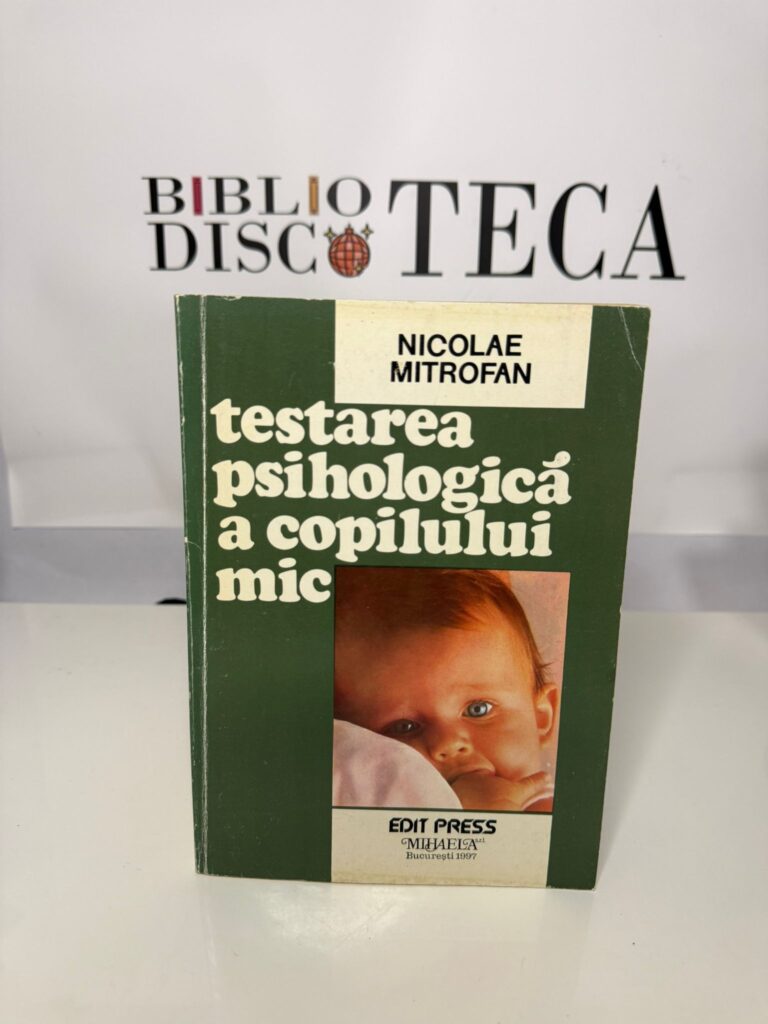 BIBLIO
DISCO TECA
NICOLAE
MITROFAN
testarea
psihologică
a copilului
mic
EDIT PRESS
MIHAELA s.r.l
București 1997